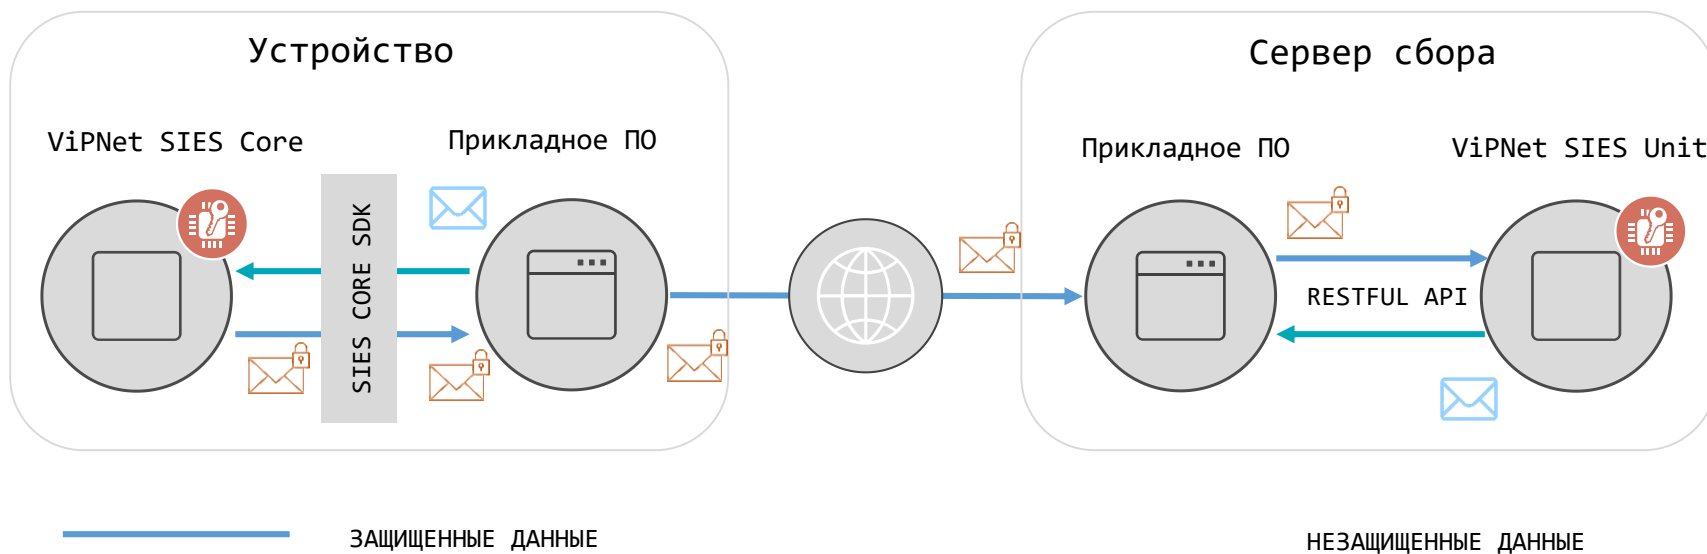 Устройство
Сервер сбора
ViPNet SIES Core
Прикладное ПО
Прикладное ПО
ViPNet SIES Unit
SIES CORE SDK
RESTFUL API
ЗАЩИЩЕННЫЕ ДАННЫЕ
НЕЗАЩИЩЕННЫЕ ДАННЫЕ